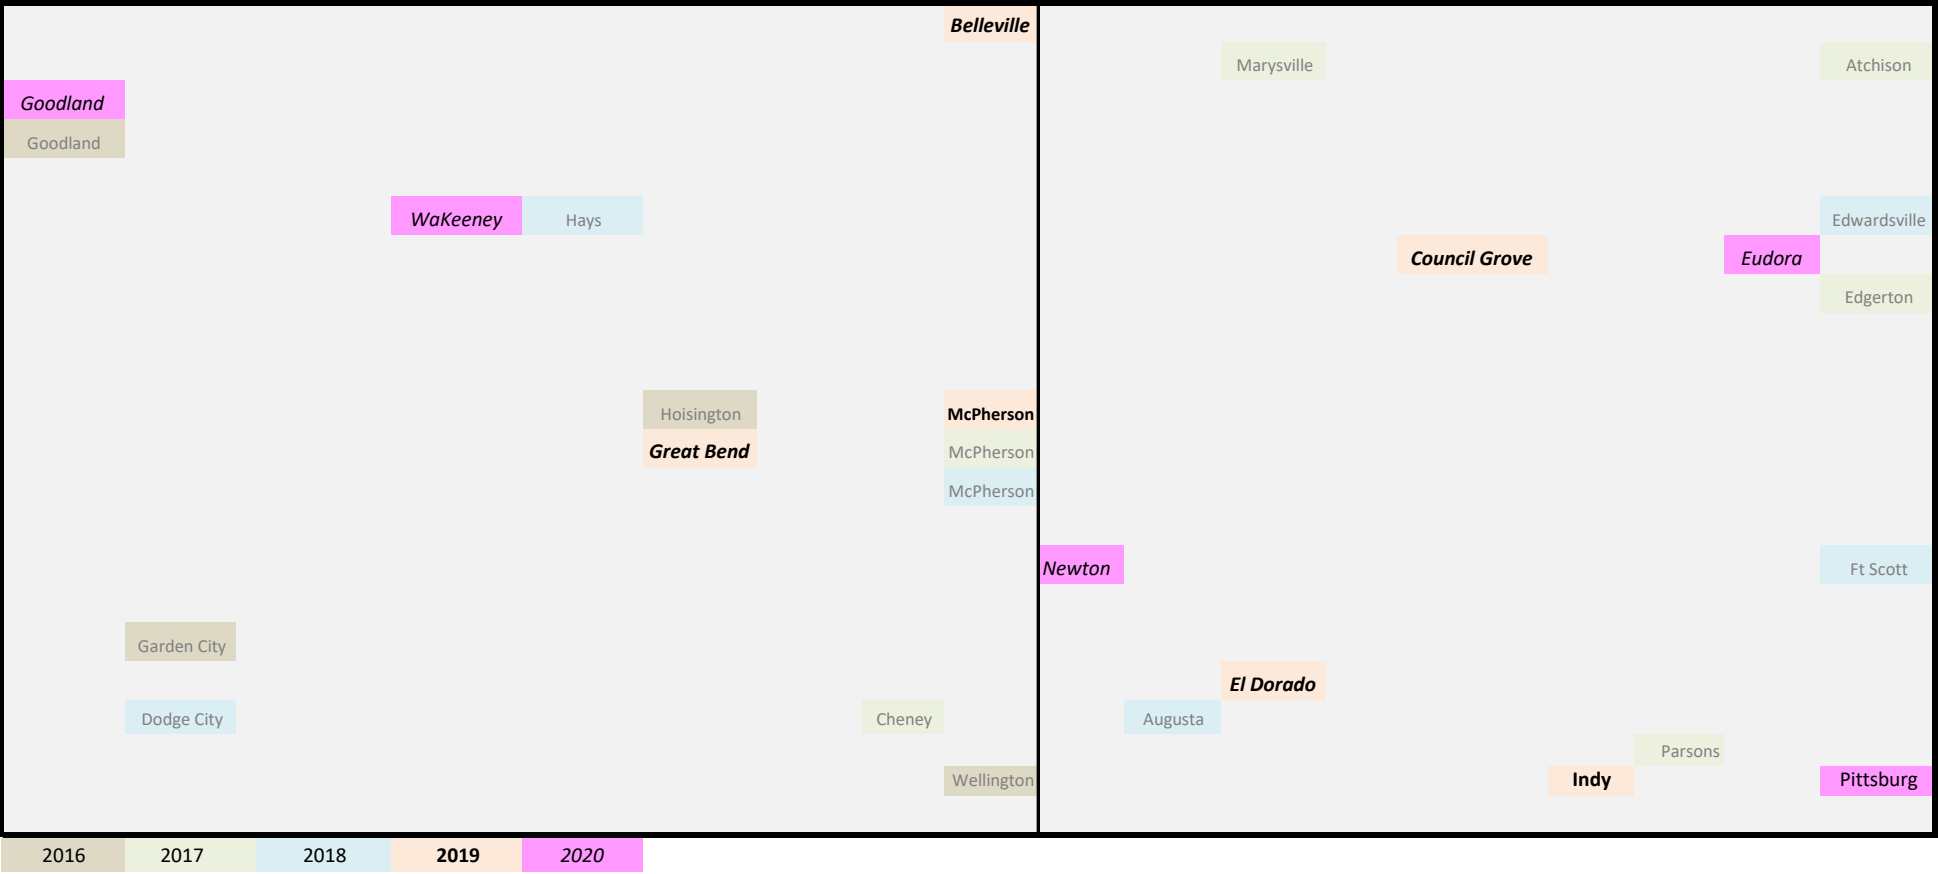 Belleville
Marysville
Atchison
Goodland
Goodland
WaKeeney
Hays
Edwardsville
Council Grove
Eudora
Edgerton
Hoisington
McPherson
Great Bend
McPherson
McPherson
Newton
Ft Scott
Garden City
El Dorado
Dodge City
Cheney
Augusta
Parsons
Wellington
Indy
Pittsburg
2016
2017
2018
2019
2020